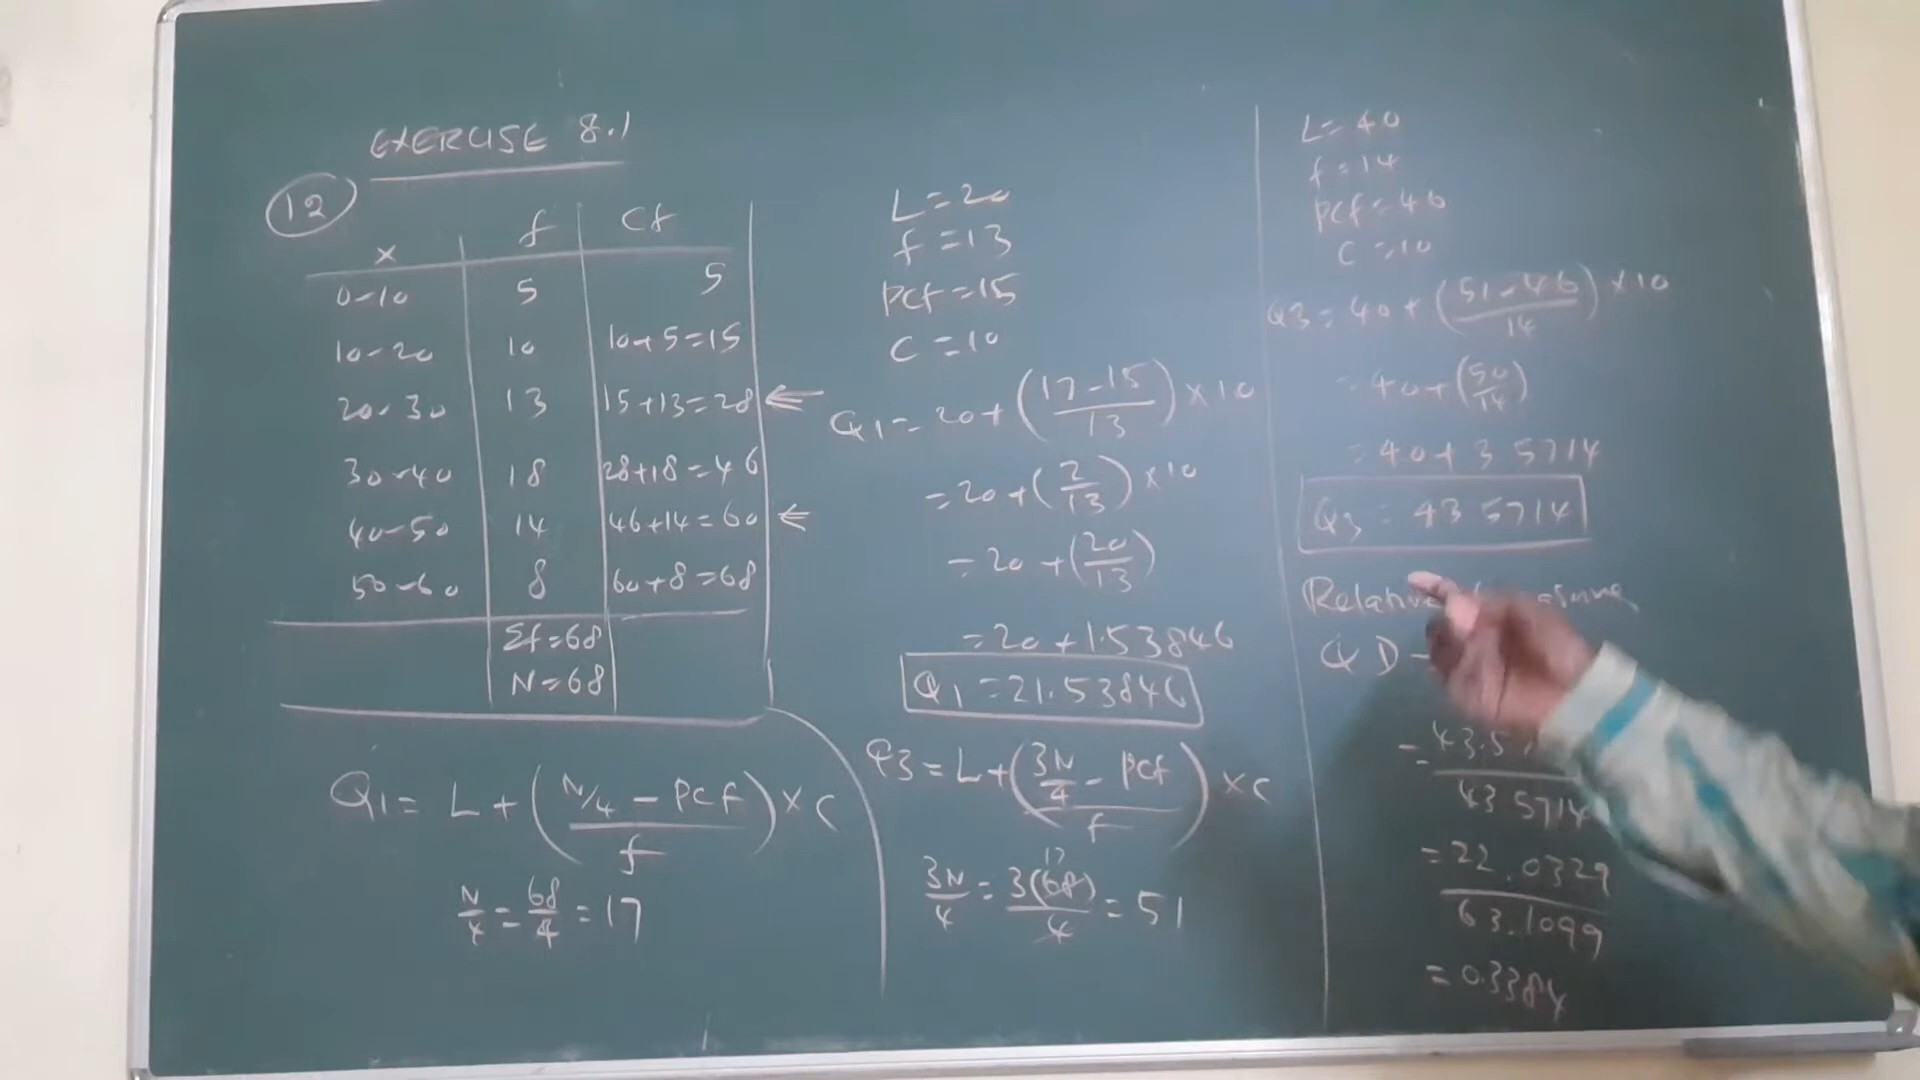 EXERCISE 8.1
12
x f Cf
0-10 5 5
10-20 10 10+5=15
20-30 13 15+13=28
30-40 18 28+18=46
40-50 14 46+14=60
50-60 8 60+8=68
Σf=68
N=68
Q1 = L + (N/4 - PCF / f) × C
N/4 = 68/4 = 17
L=20
f=13
PCf=15
C=10
Q1 = 20+(17-15/13)×10
=20+(2/13)×10
=20+(20/13)
=20+1.53846
Q1=21.53846
Q3=L+(3N/4 - PCf / f)×C
3N/4 = 3(68)/4 = 51
17
L=40
f=14
PCf=46
C=10
Q3=40+(51-46/14)×10
=40+(50/14)
=40+3.5714
Q3=43.5714
Relative
QD
=43.5
43.5714
=22.0329
63.1099
=0.3384